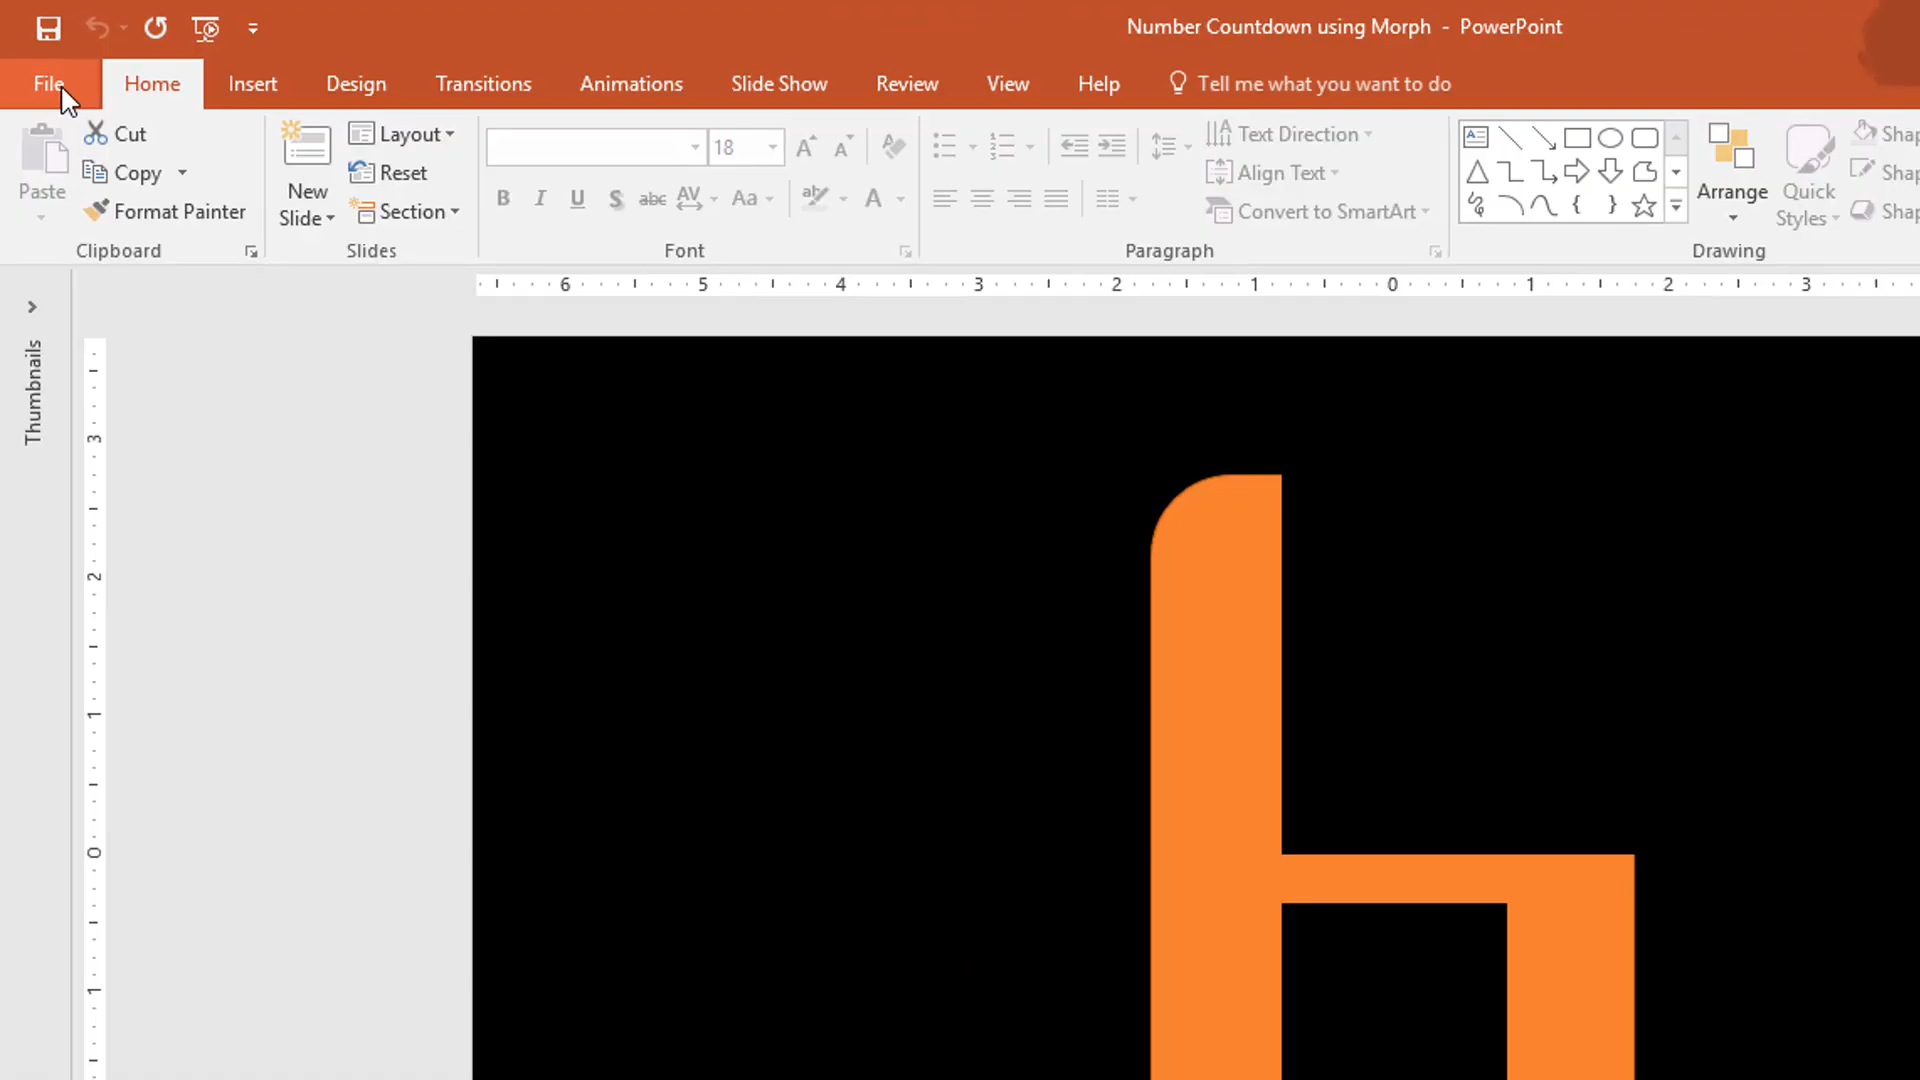 Number Countdown using Morph - PowerPoint
File Home Insert Design Transitions Animations Slide Show Review View Help Tell me what you want to do
Paste
Cut
Copy
Format Painter
Clipboard
New
Slide
Layout
Reset
Section
Slides
18
B I U S abc AV Aa A
Font
Text Direction
Align Text
Convert to SmartArt
Paragraph
Arrange
Quick
Styles
Drawing
6 5 4 3 2 1 0 1 2 3
Thumbnails
3
2
1
0
1